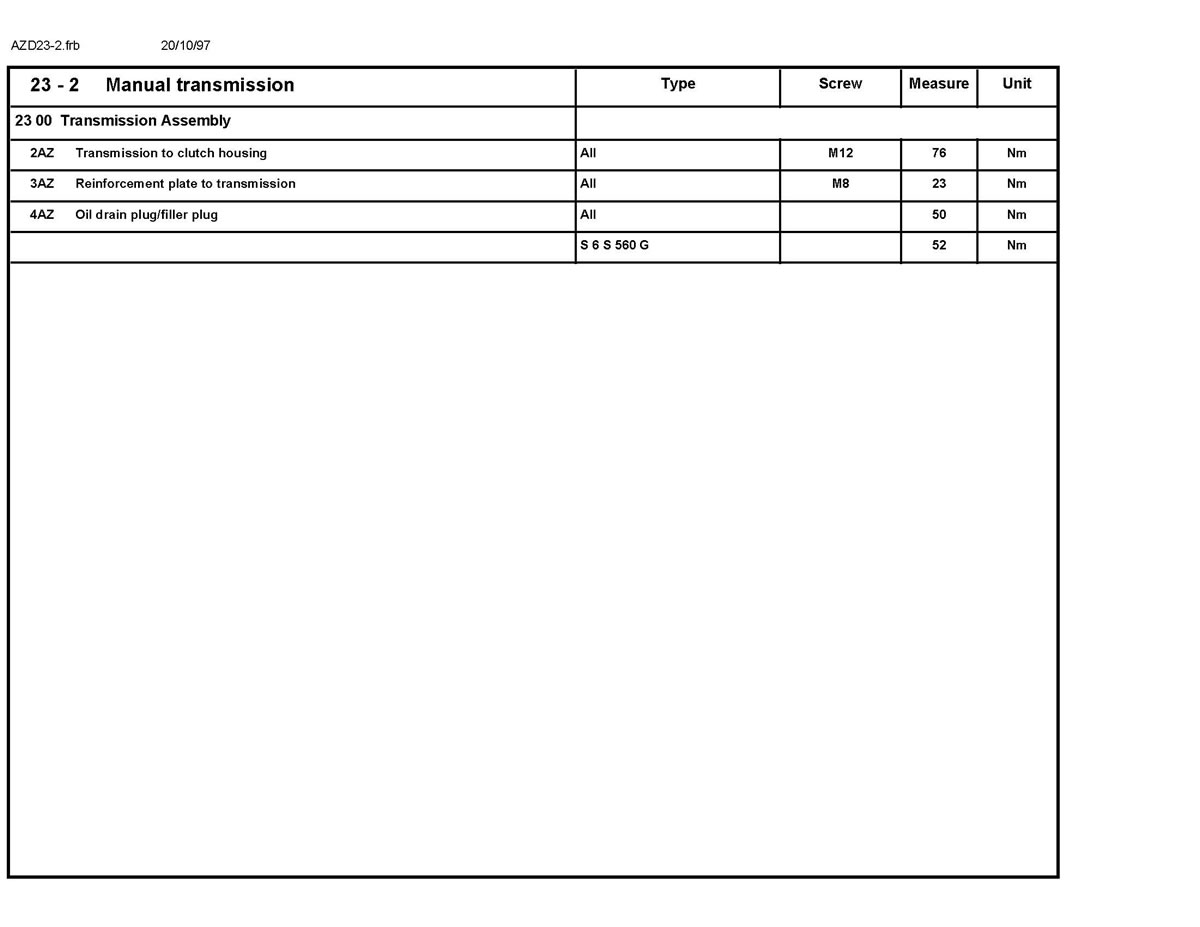 AZD23-2.frb 20/10/97
23 - 2 Manual transmission Type Screw Measure Unit
23 00 Transmission Assembly
2AZ Transmission to clutch housing All M12 76 Nm
3AZ Reinforcement plate to transmission All M8 23 Nm
4AZ Oil drain plug/filler plug All 50 Nm
S 6 S 560 G 52 Nm